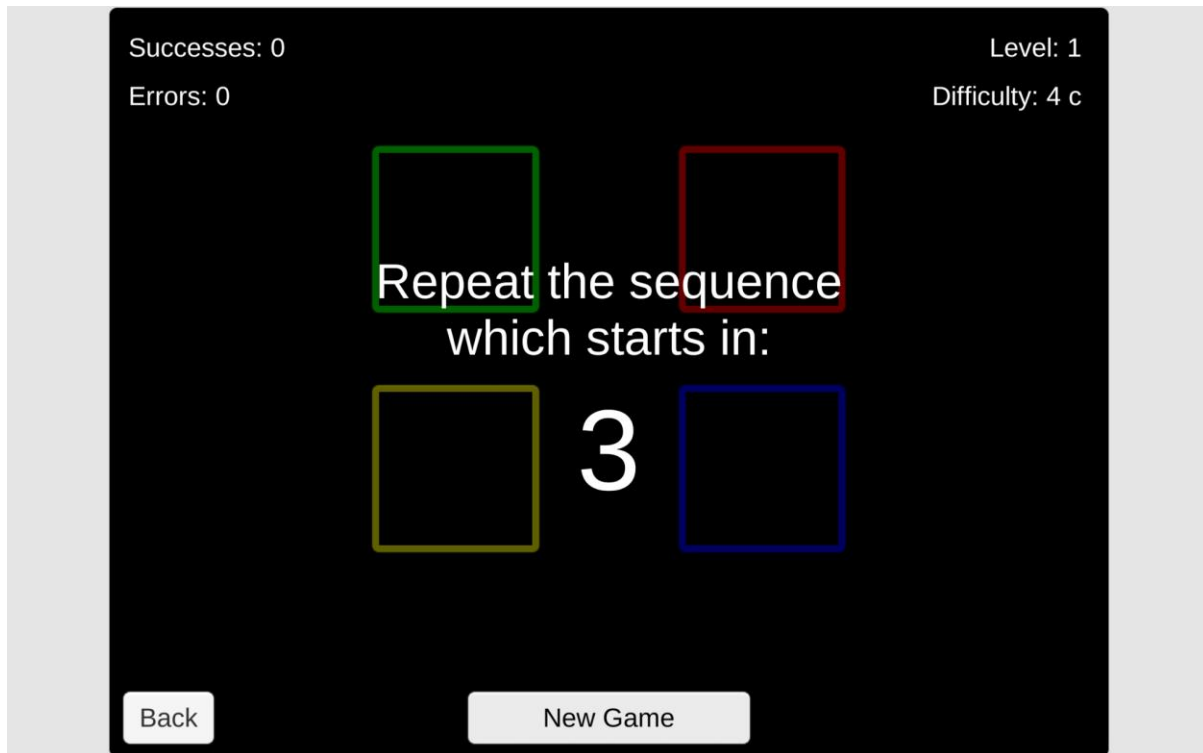 Successes: 0
Level: 1
Errors: 0
Difficulty: 4 c
Repeat the sequence
which starts in:
3
Back
New Game